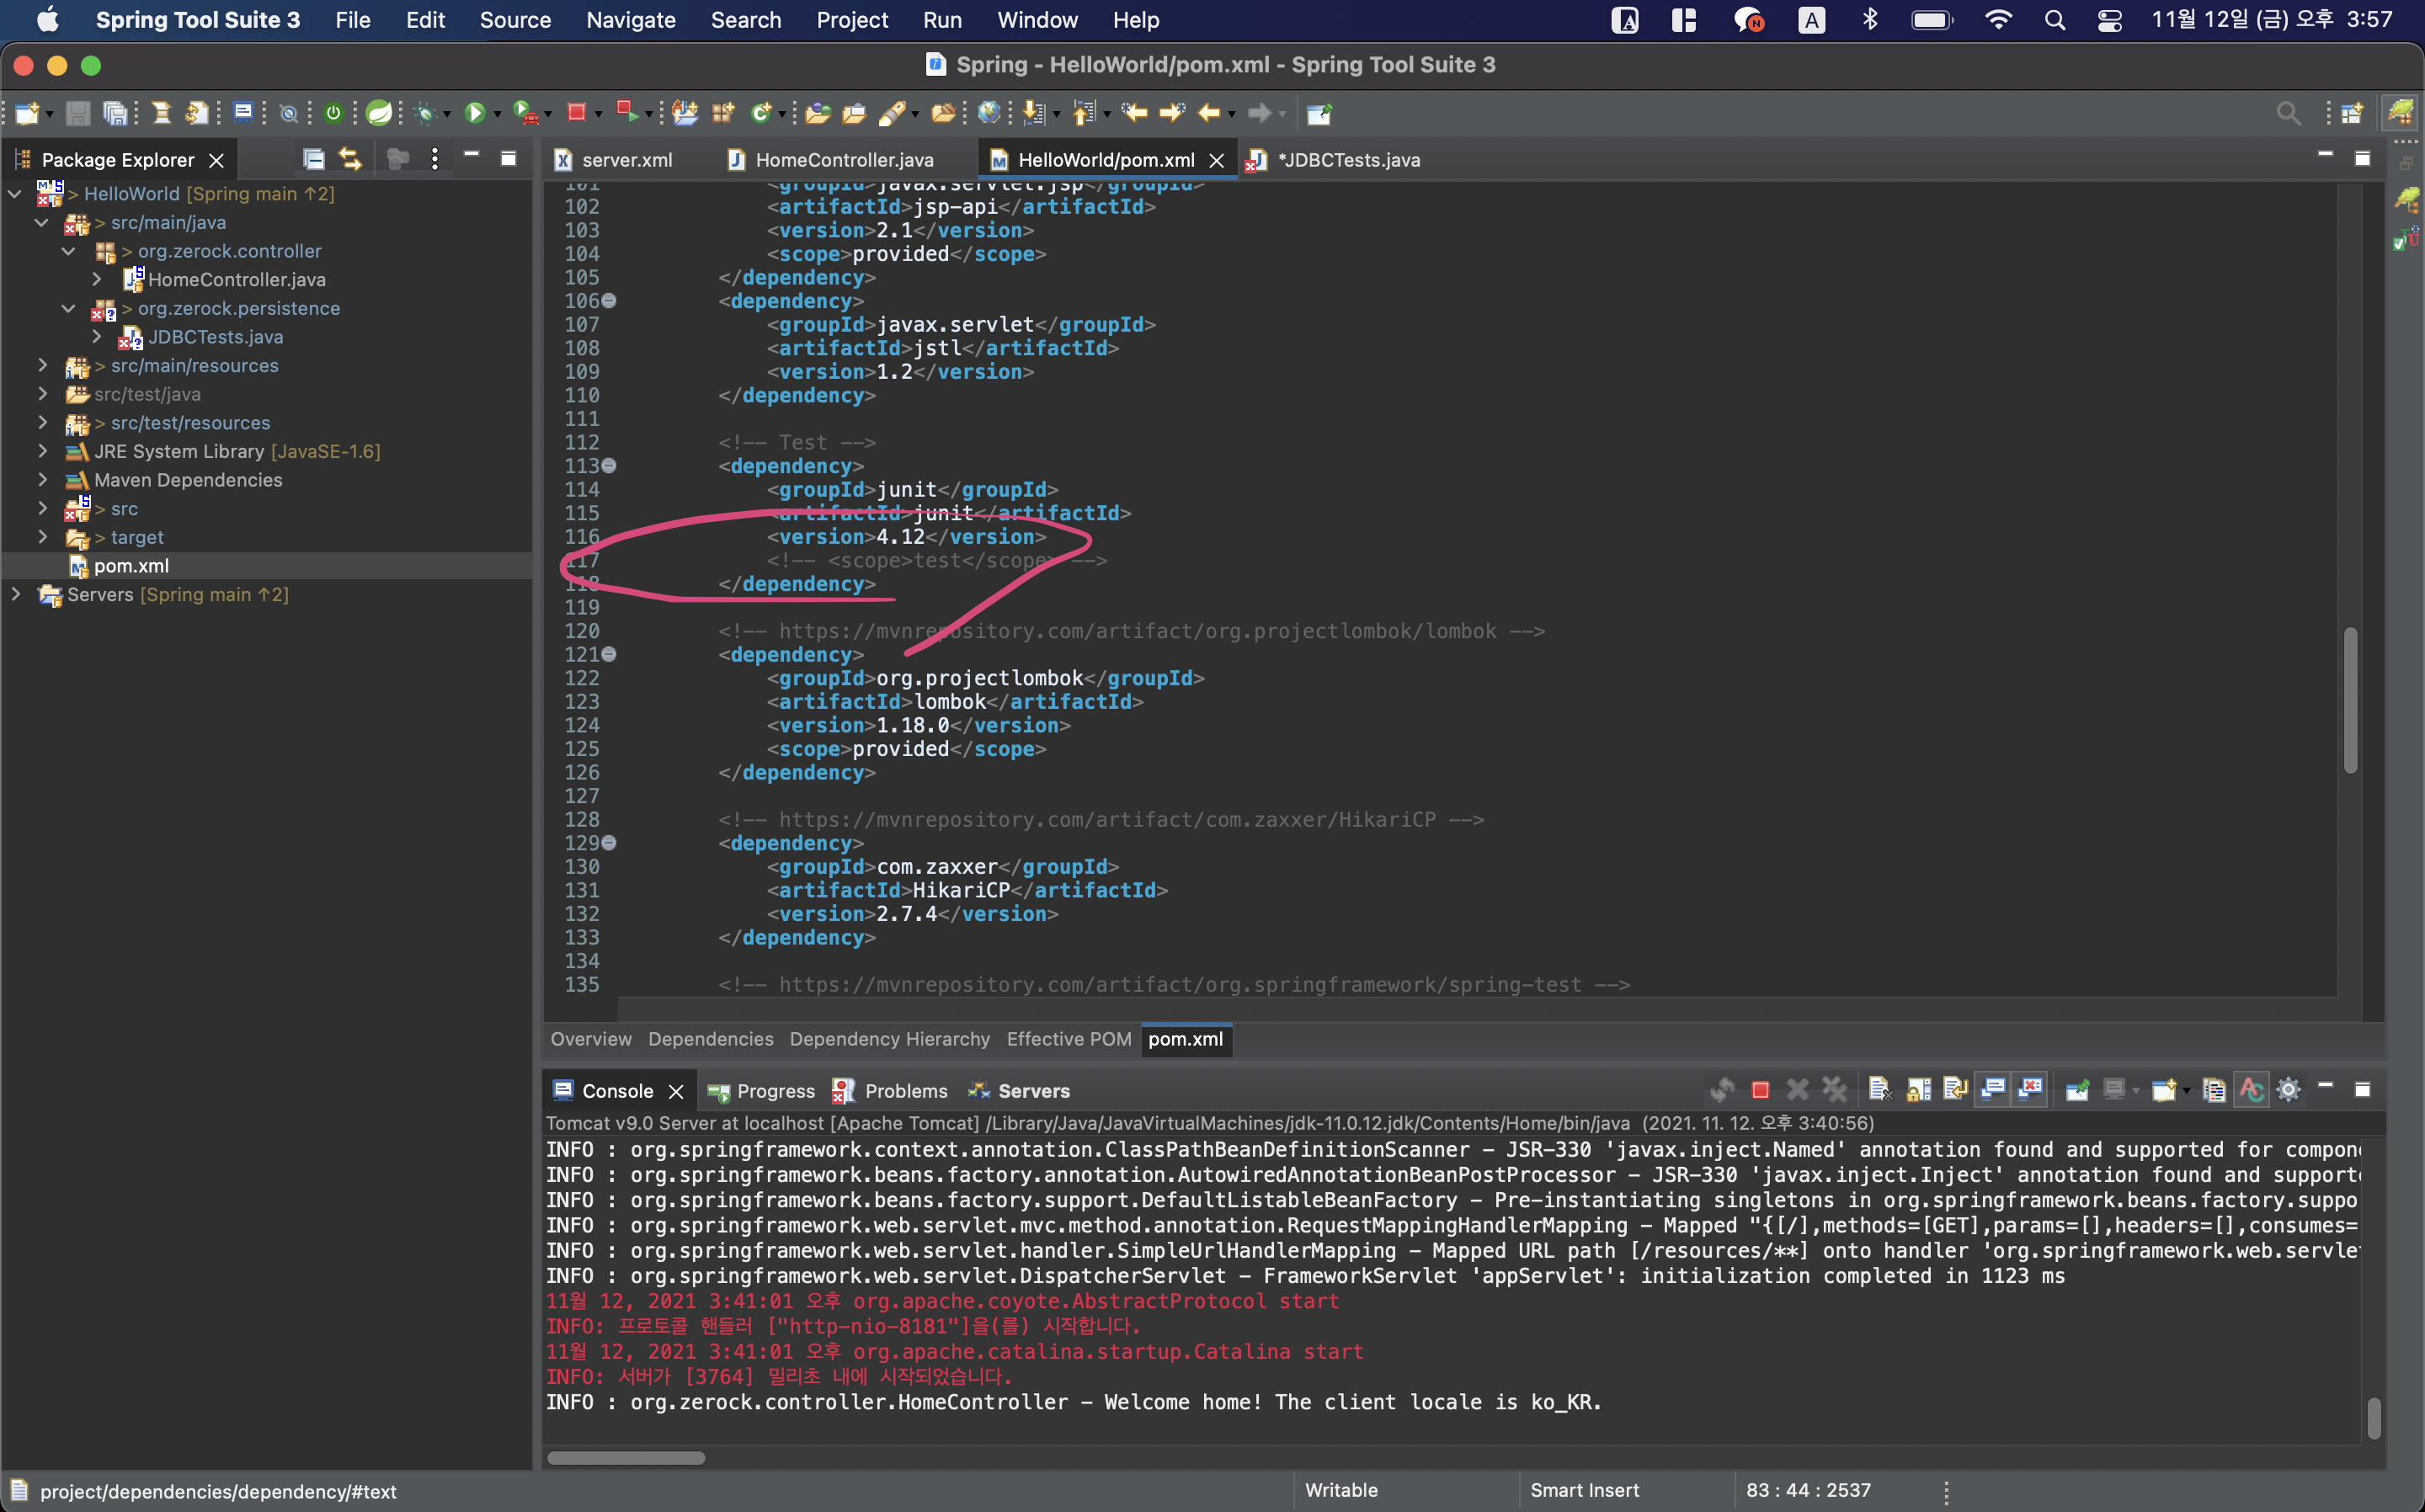 Spring Tool Suite 3 File Edit Source Navigate Search Project Run Window Help A 11월 12일 (금) 오후 3:57
Spring - HelloWorld/pom.xml - Spring Tool Suite 3
Package Explorer
> HelloWorld [Spring main ↑2]
> src/main/java
> org.zerock.controller
HomeController.java
> org.zerock.persistence
JDBCTests.java
> src/main/resources
src/test/java
> src/test/resources
JRE System Library [JavaSE-1.6]
Maven Dependencies
> src
> target
pom.xml
Servers [Spring main ↑2]
server.xml HomeController.java HelloWorld/pom.xml *JDBCTests.java
101 <groupId>javax.servlet.jsp</groupId>
102 <artifactId>jsp-api</artifactId>
103 <version>2.1</version>
104 <scope>provided</scope>
105 </dependency>
106 <dependency>
107 <groupId>javax.servlet</groupId>
108 <artifactId>jstl</artifactId>
109 <version>1.2</version>
110 </dependency>
111
112 <!-- Test -->
113 <dependency>
114 <groupId>junit</groupId>
115 <artifactId>junit</artifactId>
116 <version>4.12</version>
117 <!-- <scope>test</scope> -->
118 </dependency>
119
120 <!-- https://mvnrepository.com/artifact/org.projectlombok/lombok -->
121 <dependency>
122 <groupId>org.projectlombok</groupId>
123 <artifactId>lombok</artifactId>
124 <version>1.18.0</version>
125 <scope>provided</scope>
126 </dependency>
127
128 <!-- https://mvnrepository.com/artifact/com.zaxxer/HikariCP -->
129 <dependency>
130 <groupId>com.zaxxer</groupId>
131 <artifactId>HikariCP</artifactId>
132 <version>2.7.4</version>
133 </dependency>
134
135 <!-- https://mvnrepository.com/artifact/org.springframework/spring-test -->
Overview Dependencies Dependency Hierarchy Effective POM pom.xml
Console Progress Problems Servers
Tomcat v9.0 Server at localhost [Apache Tomcat] /Library/Java/JavaVirtualMachines/jdk-11.0.12.jdk/Contents/Home/bin/java (2021. 11. 12. 오후 3:40:56)
INFO : org.springframework.context.annotation.ClassPathBeanDefinitionScanner - JSR-330 'javax.inject.Named' annotation found and supported for compone
INFO : org.springframework.beans.factory.annotation.AutowiredAnnotationBeanPostProcessor - JSR-330 'javax.inject.Inject' annotation found and supporte
INFO : org.springframework.beans.factory.support.DefaultListableBeanFactory - Pre-instantiating singletons in org.springframework.beans.factory.suppo
INFO : org.springframework.web.servlet.mvc.method.annotation.RequestMappingHandlerMapping - Mapped "{[/],methods=[GET],params=[],headers=[],consumes=
INFO : org.springframework.web.servlet.handler.SimpleUrlHandlerMapping - Mapped URL path [/resources/**] onto handler 'org.springframework.web.servlet
INFO : org.springframework.web.servlet.DispatcherServlet - FrameworkServlet 'appServlet': initialization completed in 1123 ms
11월 12, 2021 3:41:01 오후 org.apache.coyote.AbstractProtocol start
INFO: 프로토콜 핸들러 ["http-nio-8181"]을(를) 시작합니다.
11월 12, 2021 3:41:01 오후 org.apache.catalina.startup.Catalina start
INFO: 서버가 [3764] 밀리초 내에 시작되었습니다.
INFO : org.zerock.controller.HomeController - Welcome home! The client locale is ko_KR.
project/dependencies/dependency/#text Writable Smart Insert 83 : 44 : 2537